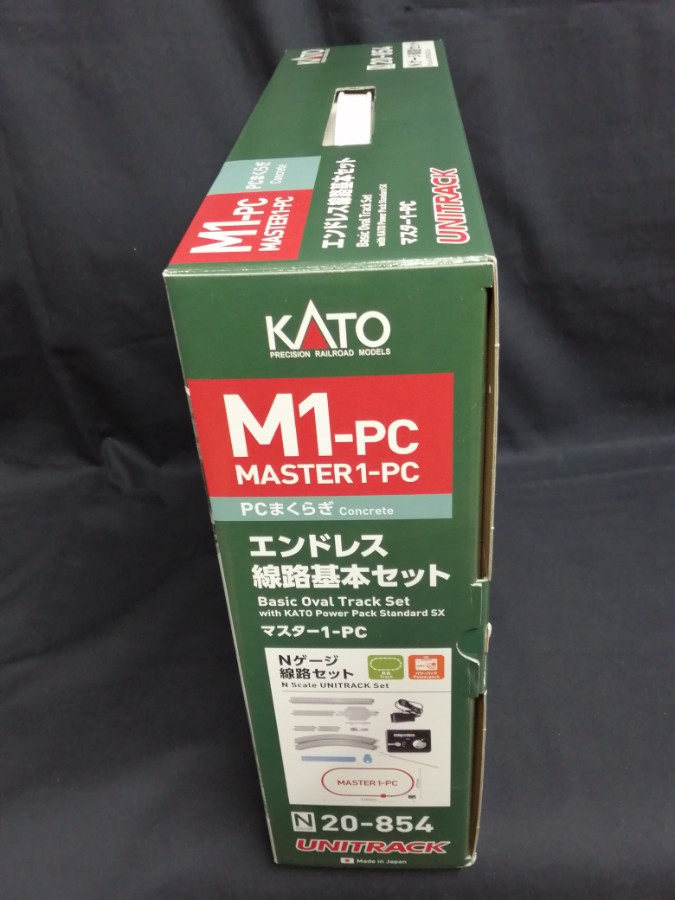 KATO
N 20-854
M1-PC
MASTER1-PC
PCまくらぎ
Concrete
エンドレス線路基本セット
Basic Oval Track Set
with KATO Power Pack Standard SX
マスター1-PC
UNITRACK
KATO
PRECISION RAILROAD MODELS
M1-PC
MASTER1-PC
PCまくらぎ Concrete
エンドレス
線路基本セット
Basic Oval Track Set
with KATO Power Pack Standard SX
マスター1-PC
Nゲージ
線路セット
N Scale UNITRACK Set
MASTER 1-PC
N 20-854
UNITRACK
Made in Japan